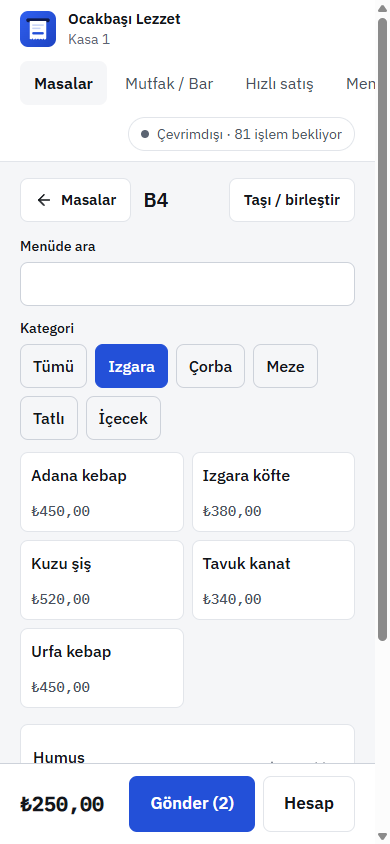 Ocakbaşı Lezzet
Kasa 1
Masalar Mutfak / Bar Hızlı satış Men
Çevrimdışı · 81 işlem bekliyor
Masalar B4 Taşı / birleştir
Menüde ara
Kategori
Tümü Izgara Çorba Meze
Tatlı İçecek
Adana kebap Izgara köfte
₺450,00 ₺380,00
Kuzu şiş Tavuk kanat
₺520,00 ₺340,00
Urfa kebap
₺450,00
Humus
₺250,00 Gönder (2) Hesap